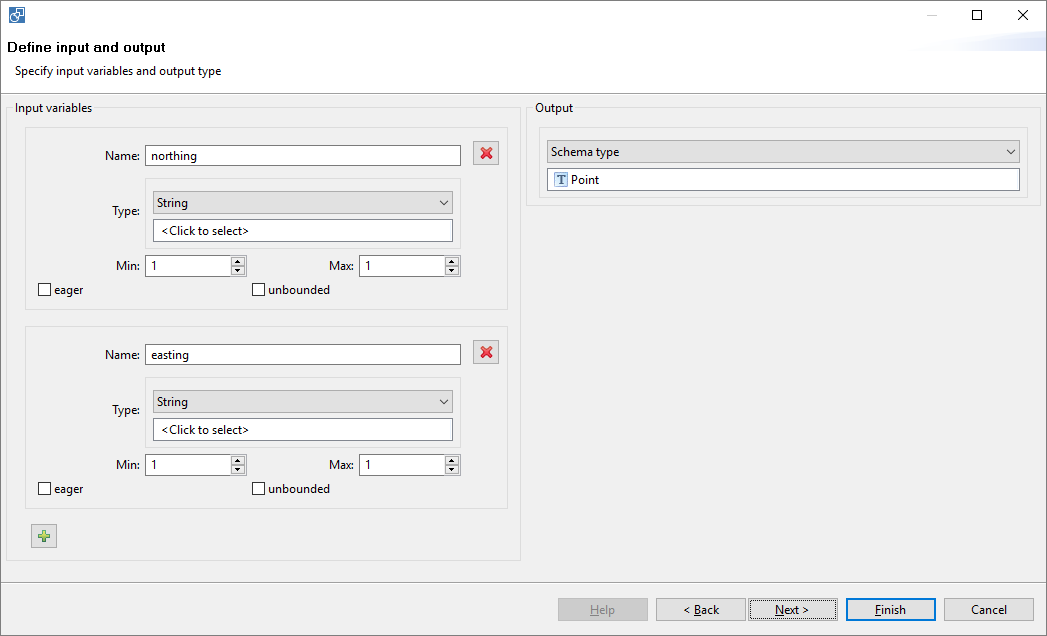 Define input and output
Specify input variables and output type
Input variables
Name: northing
Type: String
<Click to select>
Min: 1 Max: 1
eager unbounded
Name: easting
Type: String
<Click to select>
Min: 1 Max: 1
eager unbounded
Output
Schema type
T Point
Help < Back Next > Finish Cancel